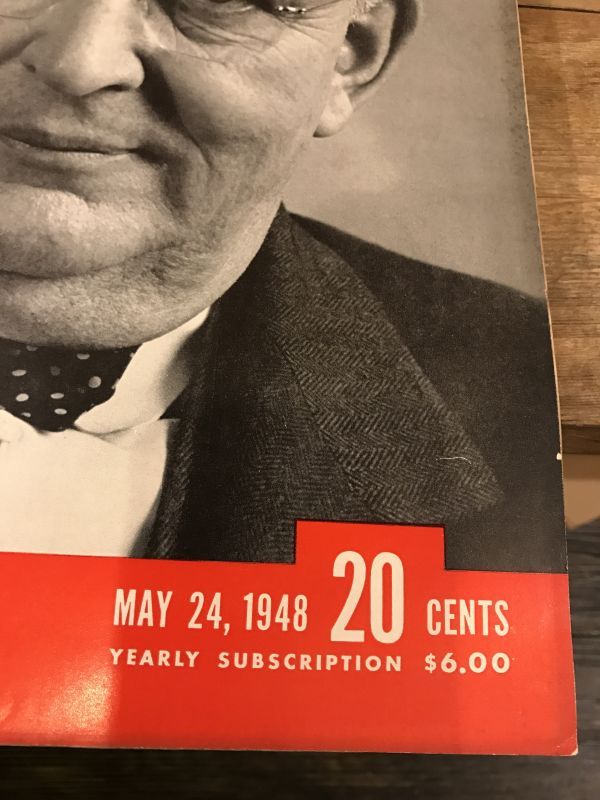 MAY 24, 1948 20 CENTS
YEARLY SUBSCRIPTION $6.00